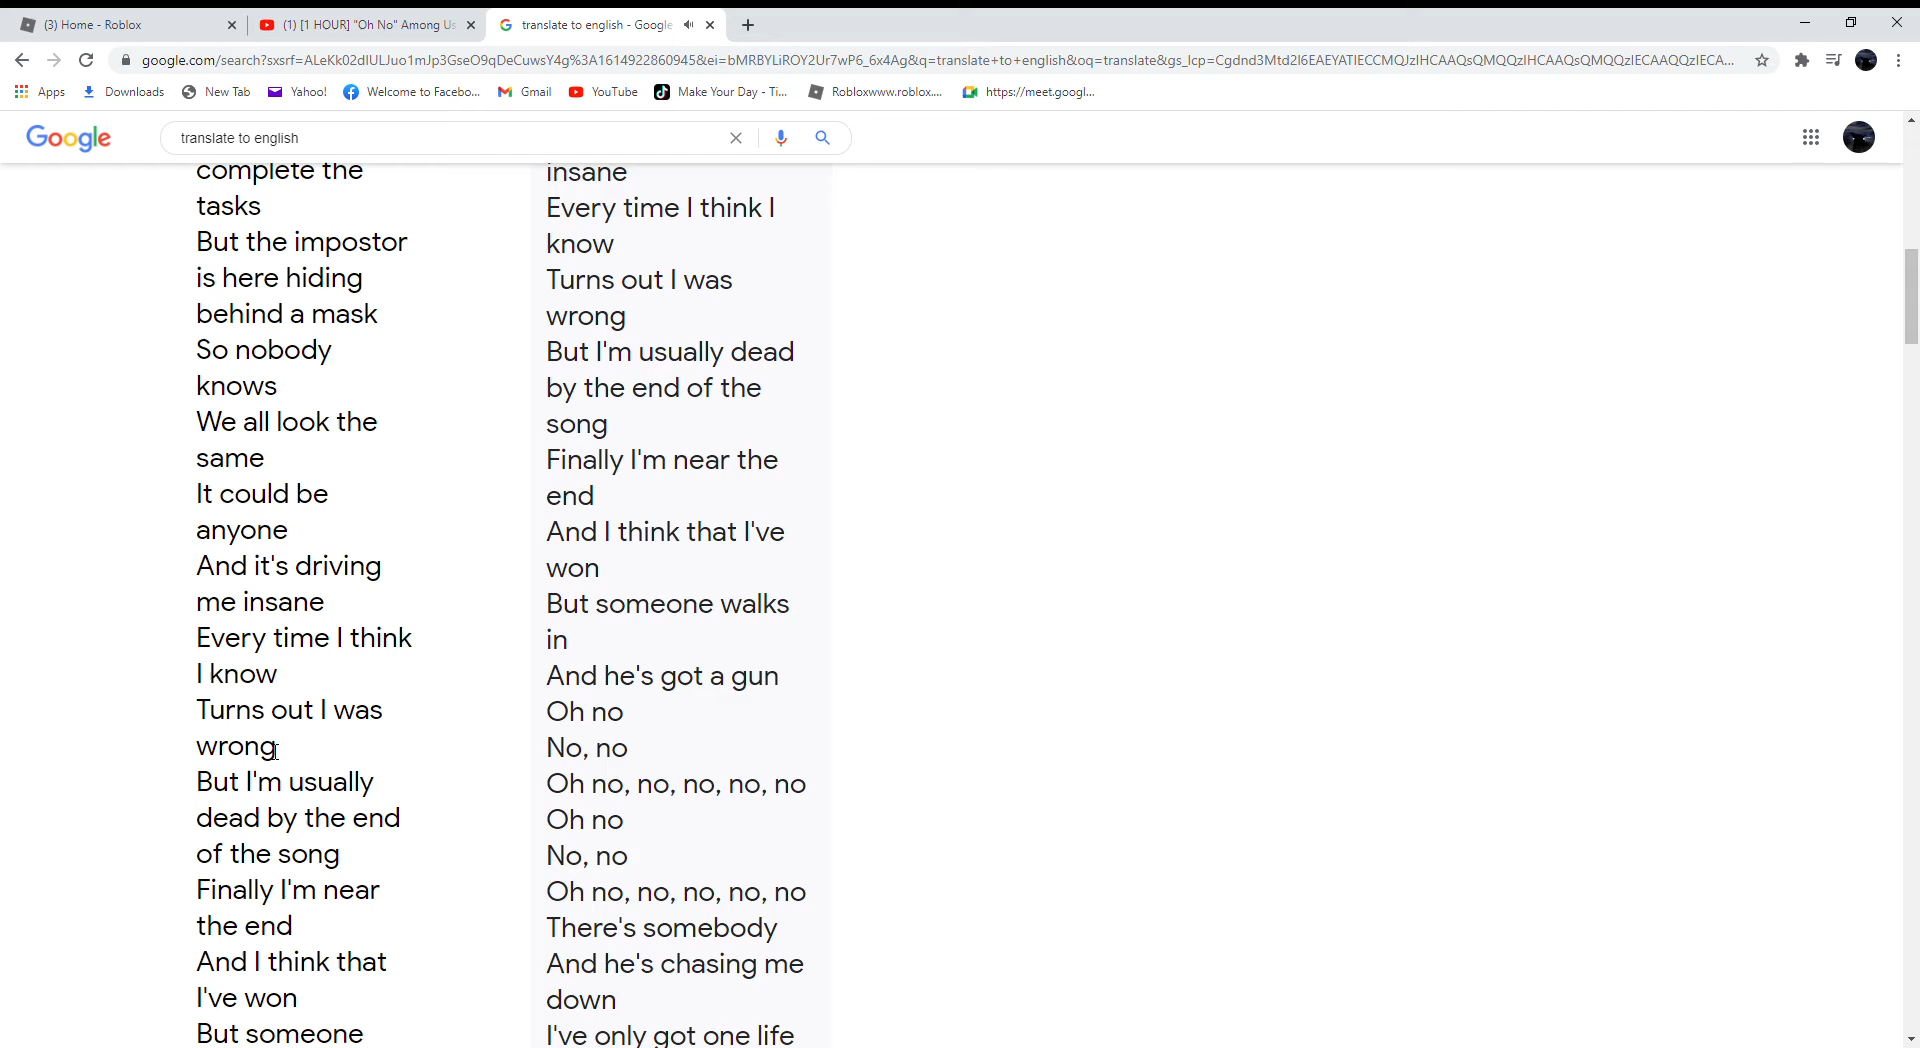 (3) Home - Roblox
(1) [1 HOUR] "Oh No" Among Us
translate to english - Google
google.com/search?sxsrf=ALeKk02dIULJuo1mJp3GseO9qDeCuwsY4g%3A1614922860945&ei=bMRBYLiROY2Ur7wP6_6x4Ag&q=translate+to+english&oq=translate&gs_lcp=Cgdnd3Mtd2l6EAEYATIECCMQJzIHCAAQsQMQQzIHCAAQsQMQQzIECAAQQzIECA...
Apps Downloads New Tab Yahoo! Welcome to Facebo... Gmail YouTube Make Your Day - Ti... Robloxwww.roblox.... https://meet.googl...
Google
translate to english
complete the
tasks
But the impostor
is here hiding
behind a mask
So nobody
knows
We all look the
same
It could be
anyone
And it's driving
me insane
Every time I think
I know
Turns out I was
wrong
But I'm usually
dead by the end
of the song
Finally I'm near
the end
And I think that
I've won
But someone
insane
Every time I think I
know
Turns out I was
wrong
But I'm usually dead
by the end of the
song
Finally I'm near the
end
And I think that I've
won
But someone walks
in
And he's got a gun
Oh no
No, no
Oh no, no, no, no, no
Oh no
No, no
Oh no, no, no, no, no
There's somebody
And he's chasing me
down
I've only got one life